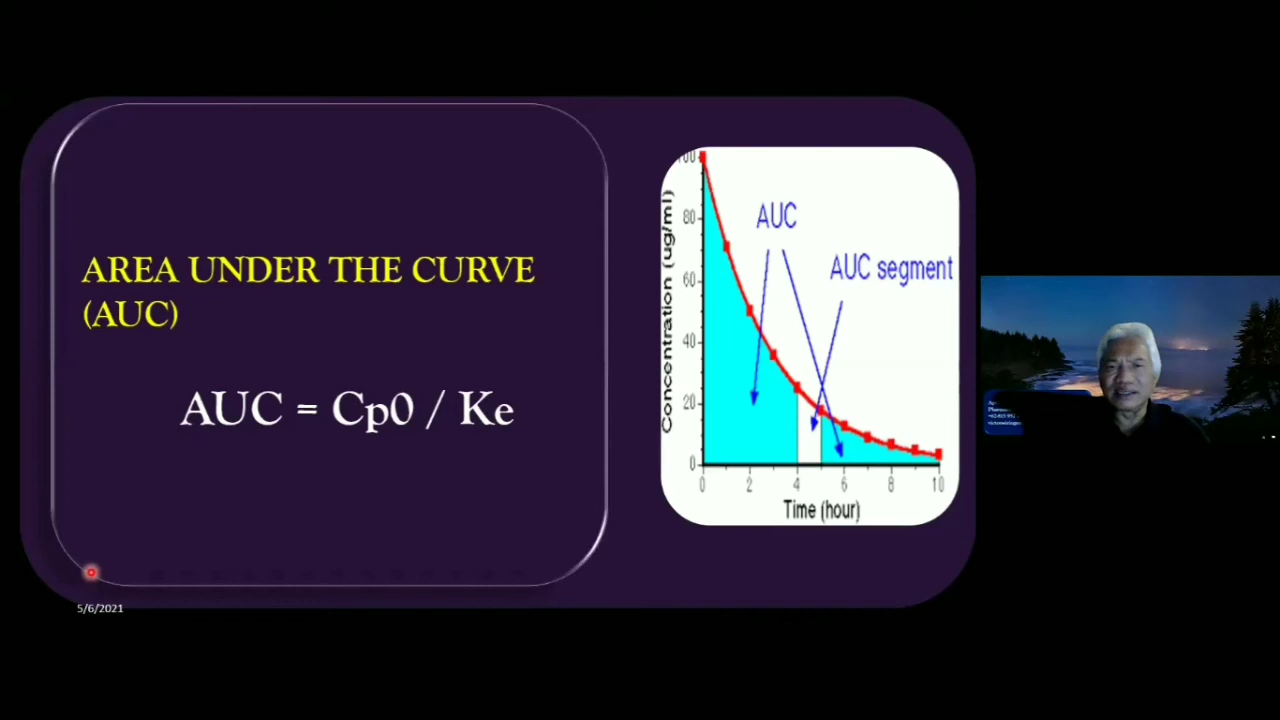 AREA UNDER THE CURVE
(AUC)
AUC = Cp0 / Ke
5/6/2021
Concentration (ug/ml)
100
80
60
40
20
0
AUC
AUC segment
0 2 4 6 8 10
Time (hour)